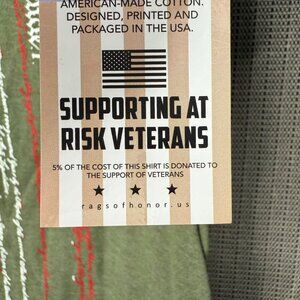 AMERICAN-MADE COTTON.
DESIGNED, PRINTED AND
PACKAGED IN THE USA.
SUPPORTING AT
RISK VETERANS
5% OF THE COST OF THIS SHIRT IS DONATED TO
THE SUPPORT OF VETERANS
ragsofhonor.us